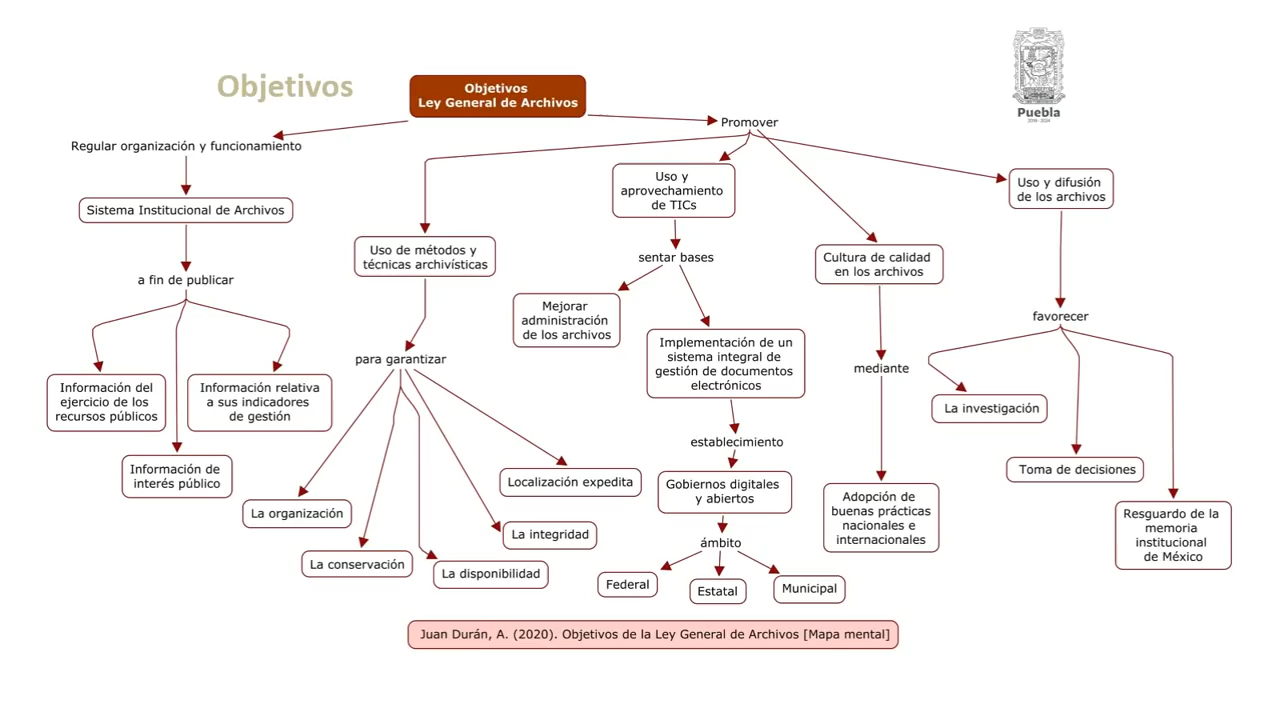 Objetivos
Objetivos
Ley General de Archivos
Puebla
Promover
Regular organización y funcionamiento
Sistema Institucional de Archivos
a fin de publicar
Información del
ejercicio de los
recursos públicos
Información relativa
a sus indicadores
de gestión
Información de
interés público
Uso de métodos y
técnicas archivísticas
para garantizar
La organización
La conservación
La disponibilidad
La integridad
Localización expedita
Uso y
aprovechamiento
de TICs
sentar bases
Mejorar
administración
de los archivos
Implementación de un
sistema integral de
gestión de documentos
electrónicos
establecimiento
Gobiernos digitales
y abiertos
ámbito
Federal
Estatal
Municipal
Cultura de calidad
en los archivos
mediante
Adopción de
buenas prácticas
nacionales e
internacionales
Uso y difusión
de los archivos
favorecer
La investigación
Toma de decisiones
Resguardo de la
memoria
institucional
de México
Juan Durán, A. (2020). Objetivos de la Ley General de Archivos [Mapa mental]